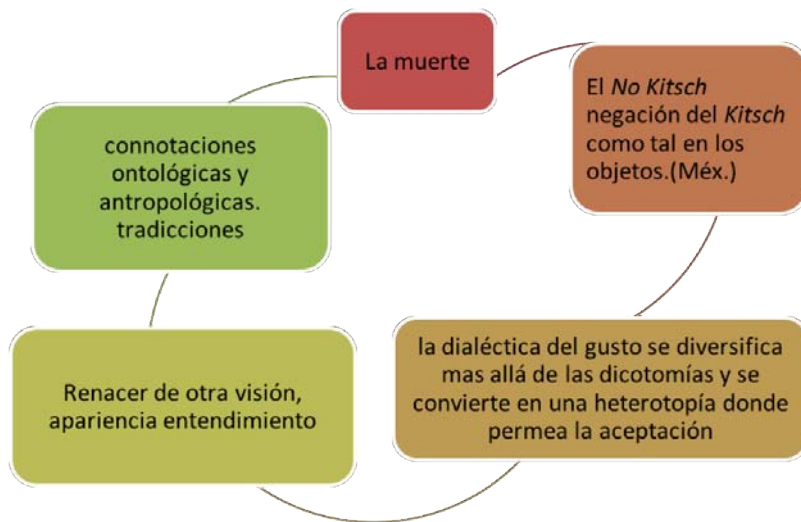 La muerte
El No Kitsch
negación del Kitsch
como tal en los
objetos.(Méx.)
la dialéctica del gusto se diversifica
mas allá de las dicotomías y se
convierte en una heterotopía donde
permea la aceptación
Renacer de otra visión,
apariencia entendimiento
connotaciones
ontológicas y
antropológicas.
tradicciones